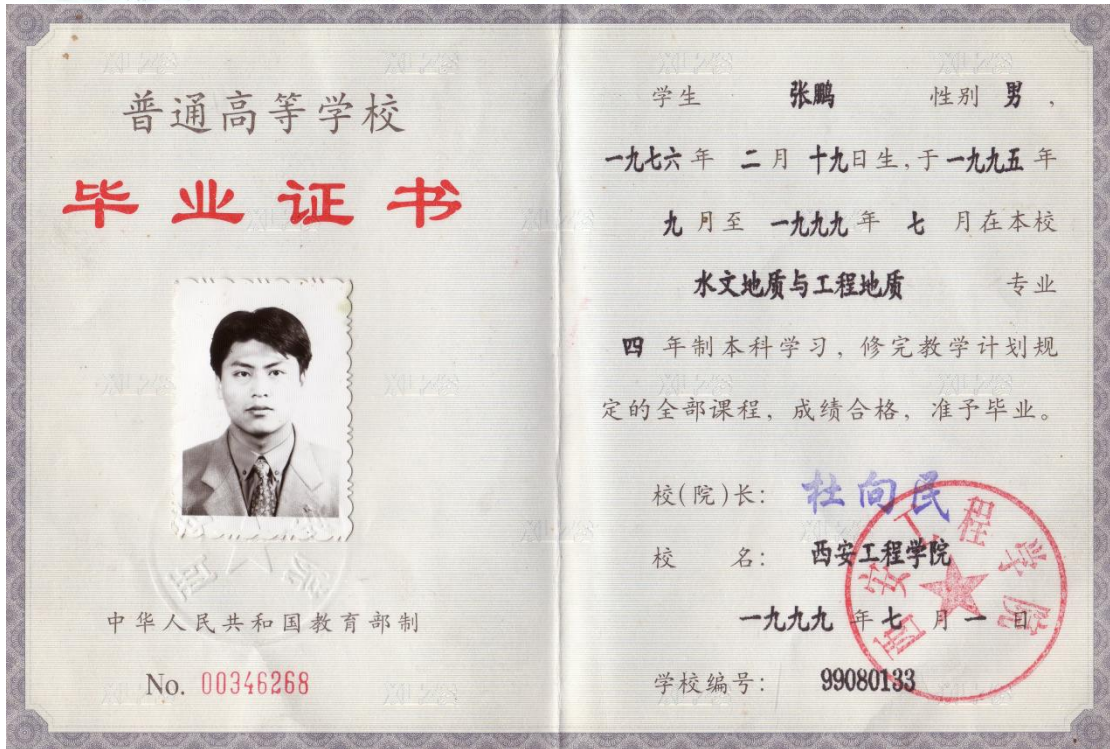 普通高等学校
毕业证书
中华人民共和国教育部制
No. 00346268
学生 张鹏 性别 男,
一九七六年 二月 十九日生,于一九九五年
九月至 一九九九年 七 月在本校
水文地质与工程地质 专业
四 年制本科学习, 修完教学计划规
定的全部课程, 成绩合格, 准予毕业。
校(院)长: 杜向民
校 名: 西安工程学院
一九九九 年七 月 一 日
学校编号: 99080133
西安工程学院